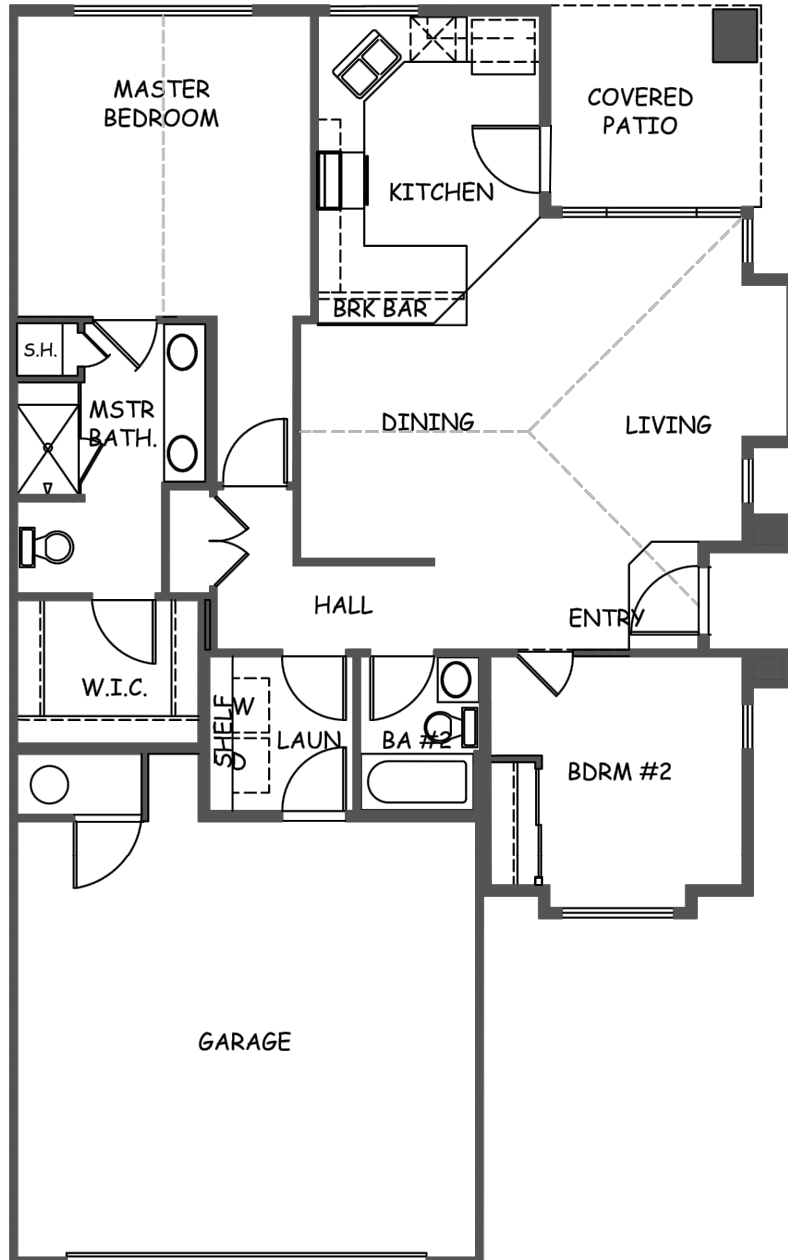 MASTER
BEDROOM
COVERED
PATIO
KITCHEN
BRK BAR
S.H.
MSTR
BATH.
DINING
LIVING
HALL
ENTRY
W.I.C.
SHELF
W
D
LAUN
BA #2
BDRM #2
GARAGE